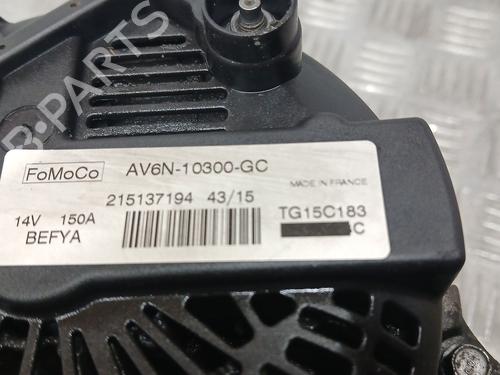 B-PARTS
FoMoCo AV6N-10300-GC
215137194 43/15 MADE IN FRANCE
14V 150A TG15C183
BEFYA C